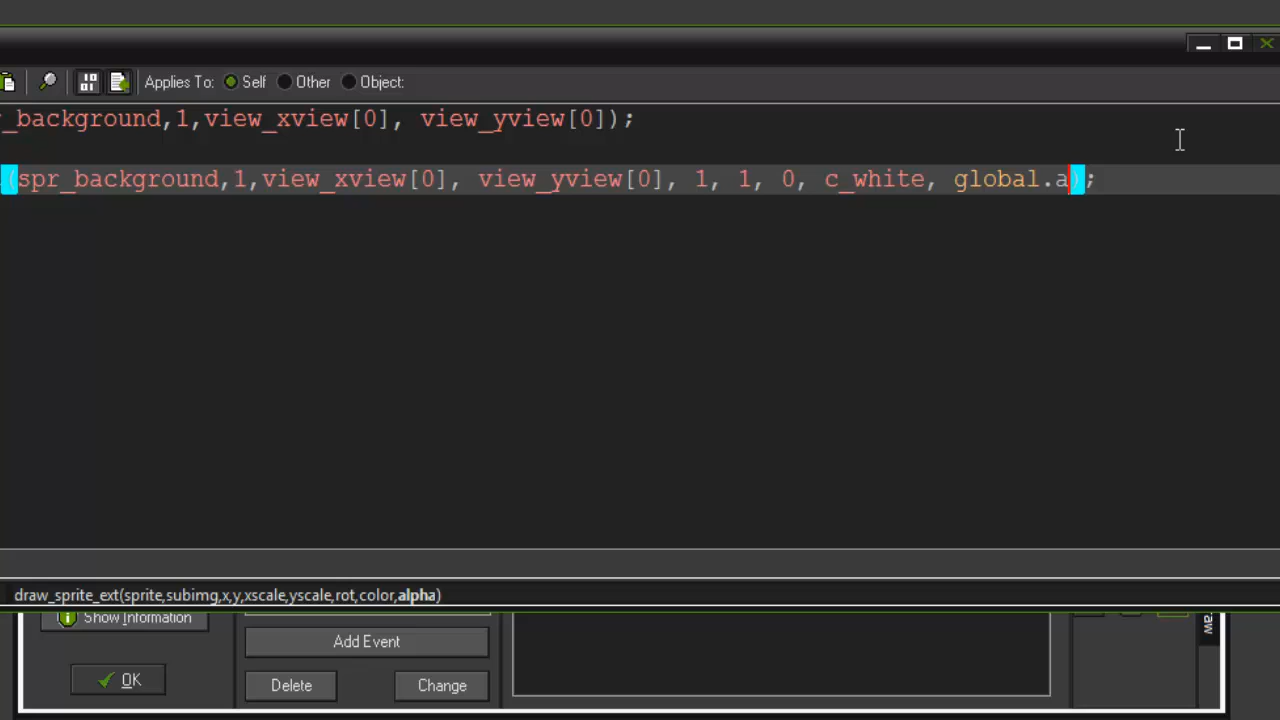 Applies To: Self Other Object:
_background,1,view_xview[0], view_yview[0]);
(spr_background,1,view_xview[0], view_yview[0], 1, 1, 0, c_white, global.a);
draw_sprite_ext(sprite,subimg,x,y,xscale,yscale,rot,color,alpha)
Show Information
Add Event
OK
Delete
Change